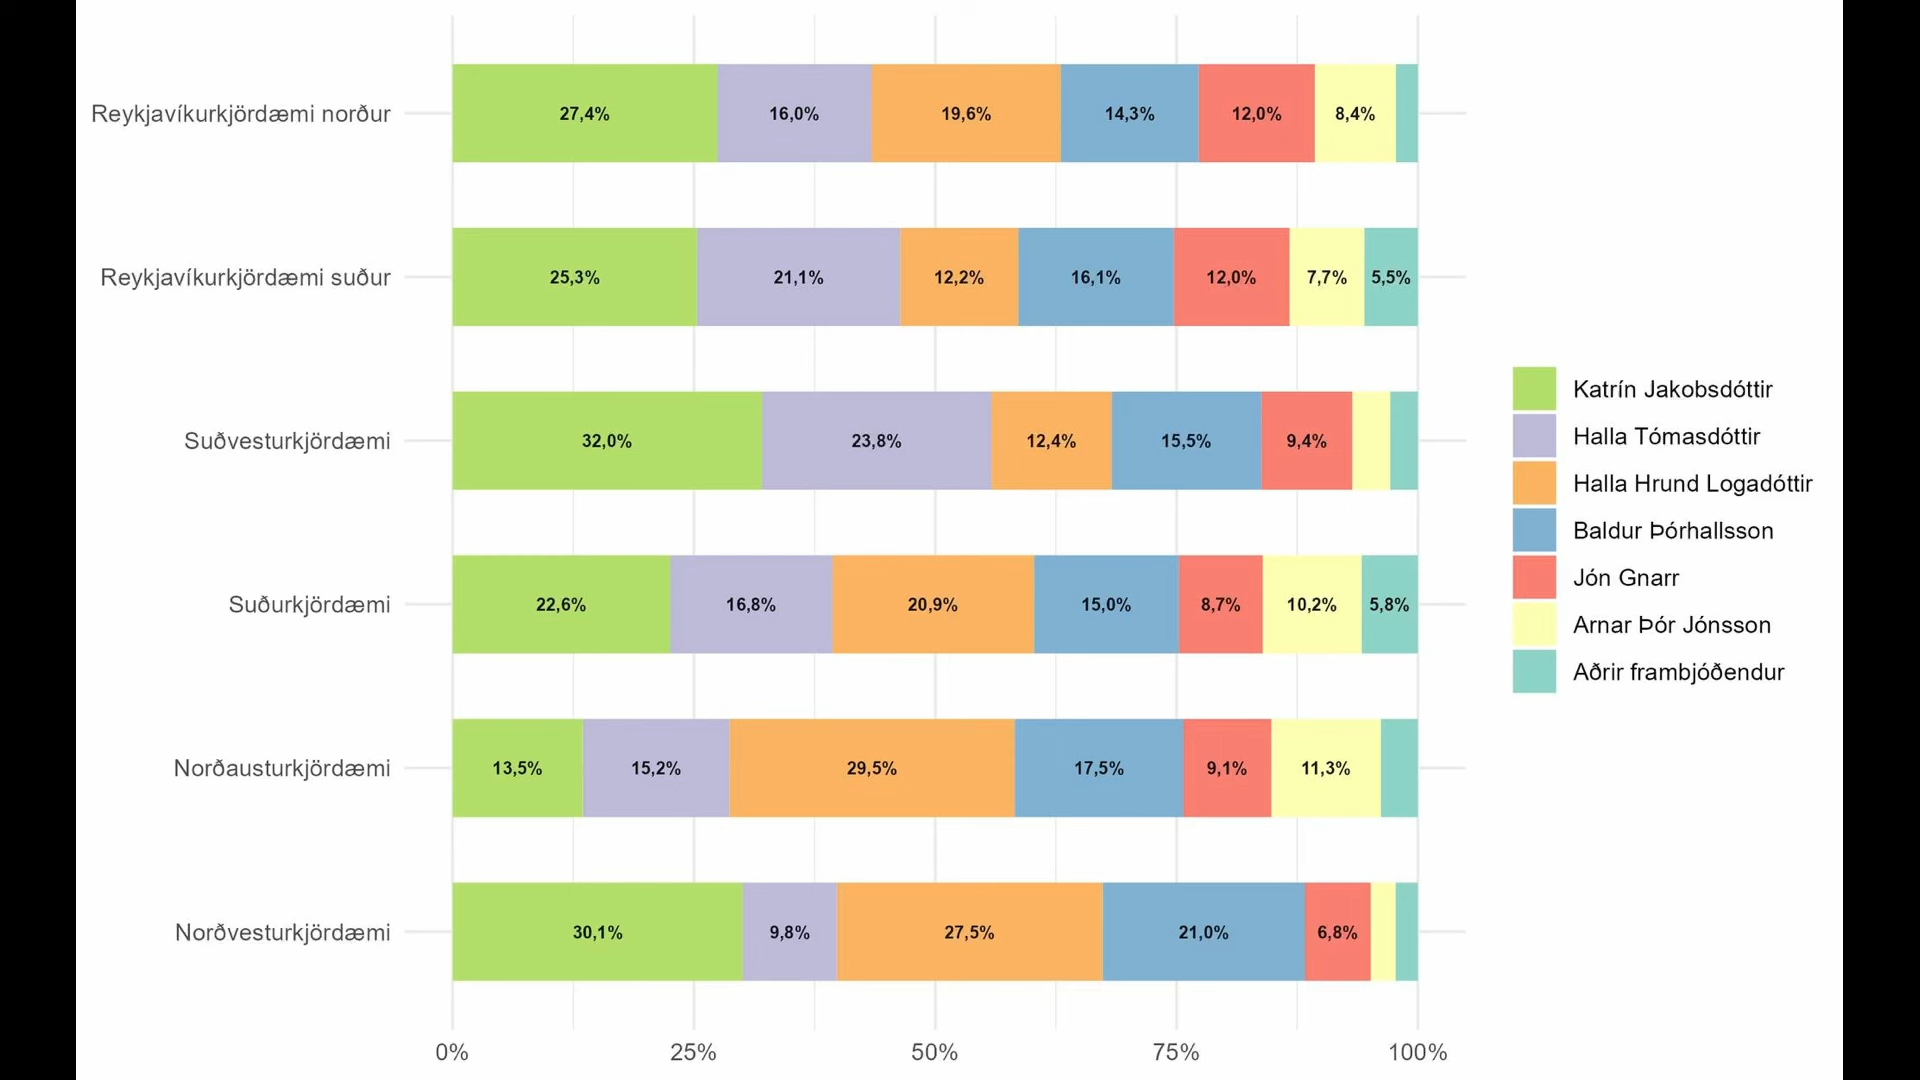 Reykjavíkurkjördæmi norður 27,4% 16,0% 19,6% 14,3% 12,0% 8,4%
Reykjavíkurkjördæmi suður 25,3% 21,1% 12,2% 16,1% 12,0% 7,7% 5,5%
Suðvesturkjördæmi 32,0% 23,8% 12,4% 15,5% 9,4%
Suðurkjördæmi 22,6% 16,8% 20,9% 15,0% 8,7% 10,2% 5,8%
Norðausturkjördæmi 13,5% 15,2% 29,5% 17,5% 9,1% 11,3%
Norðvesturkjördæmi 30,1% 9,8% 27,5% 21,0% 6,8%
0% 25% 50% 75% 100%
Katrín Jakobsdóttir
Halla Tómasdóttir
Halla Hrund Logadóttir
Baldur Þórhallsson
Jón Gnarr
Arnar Þór Jónsson
Aðrir frambjóðendur